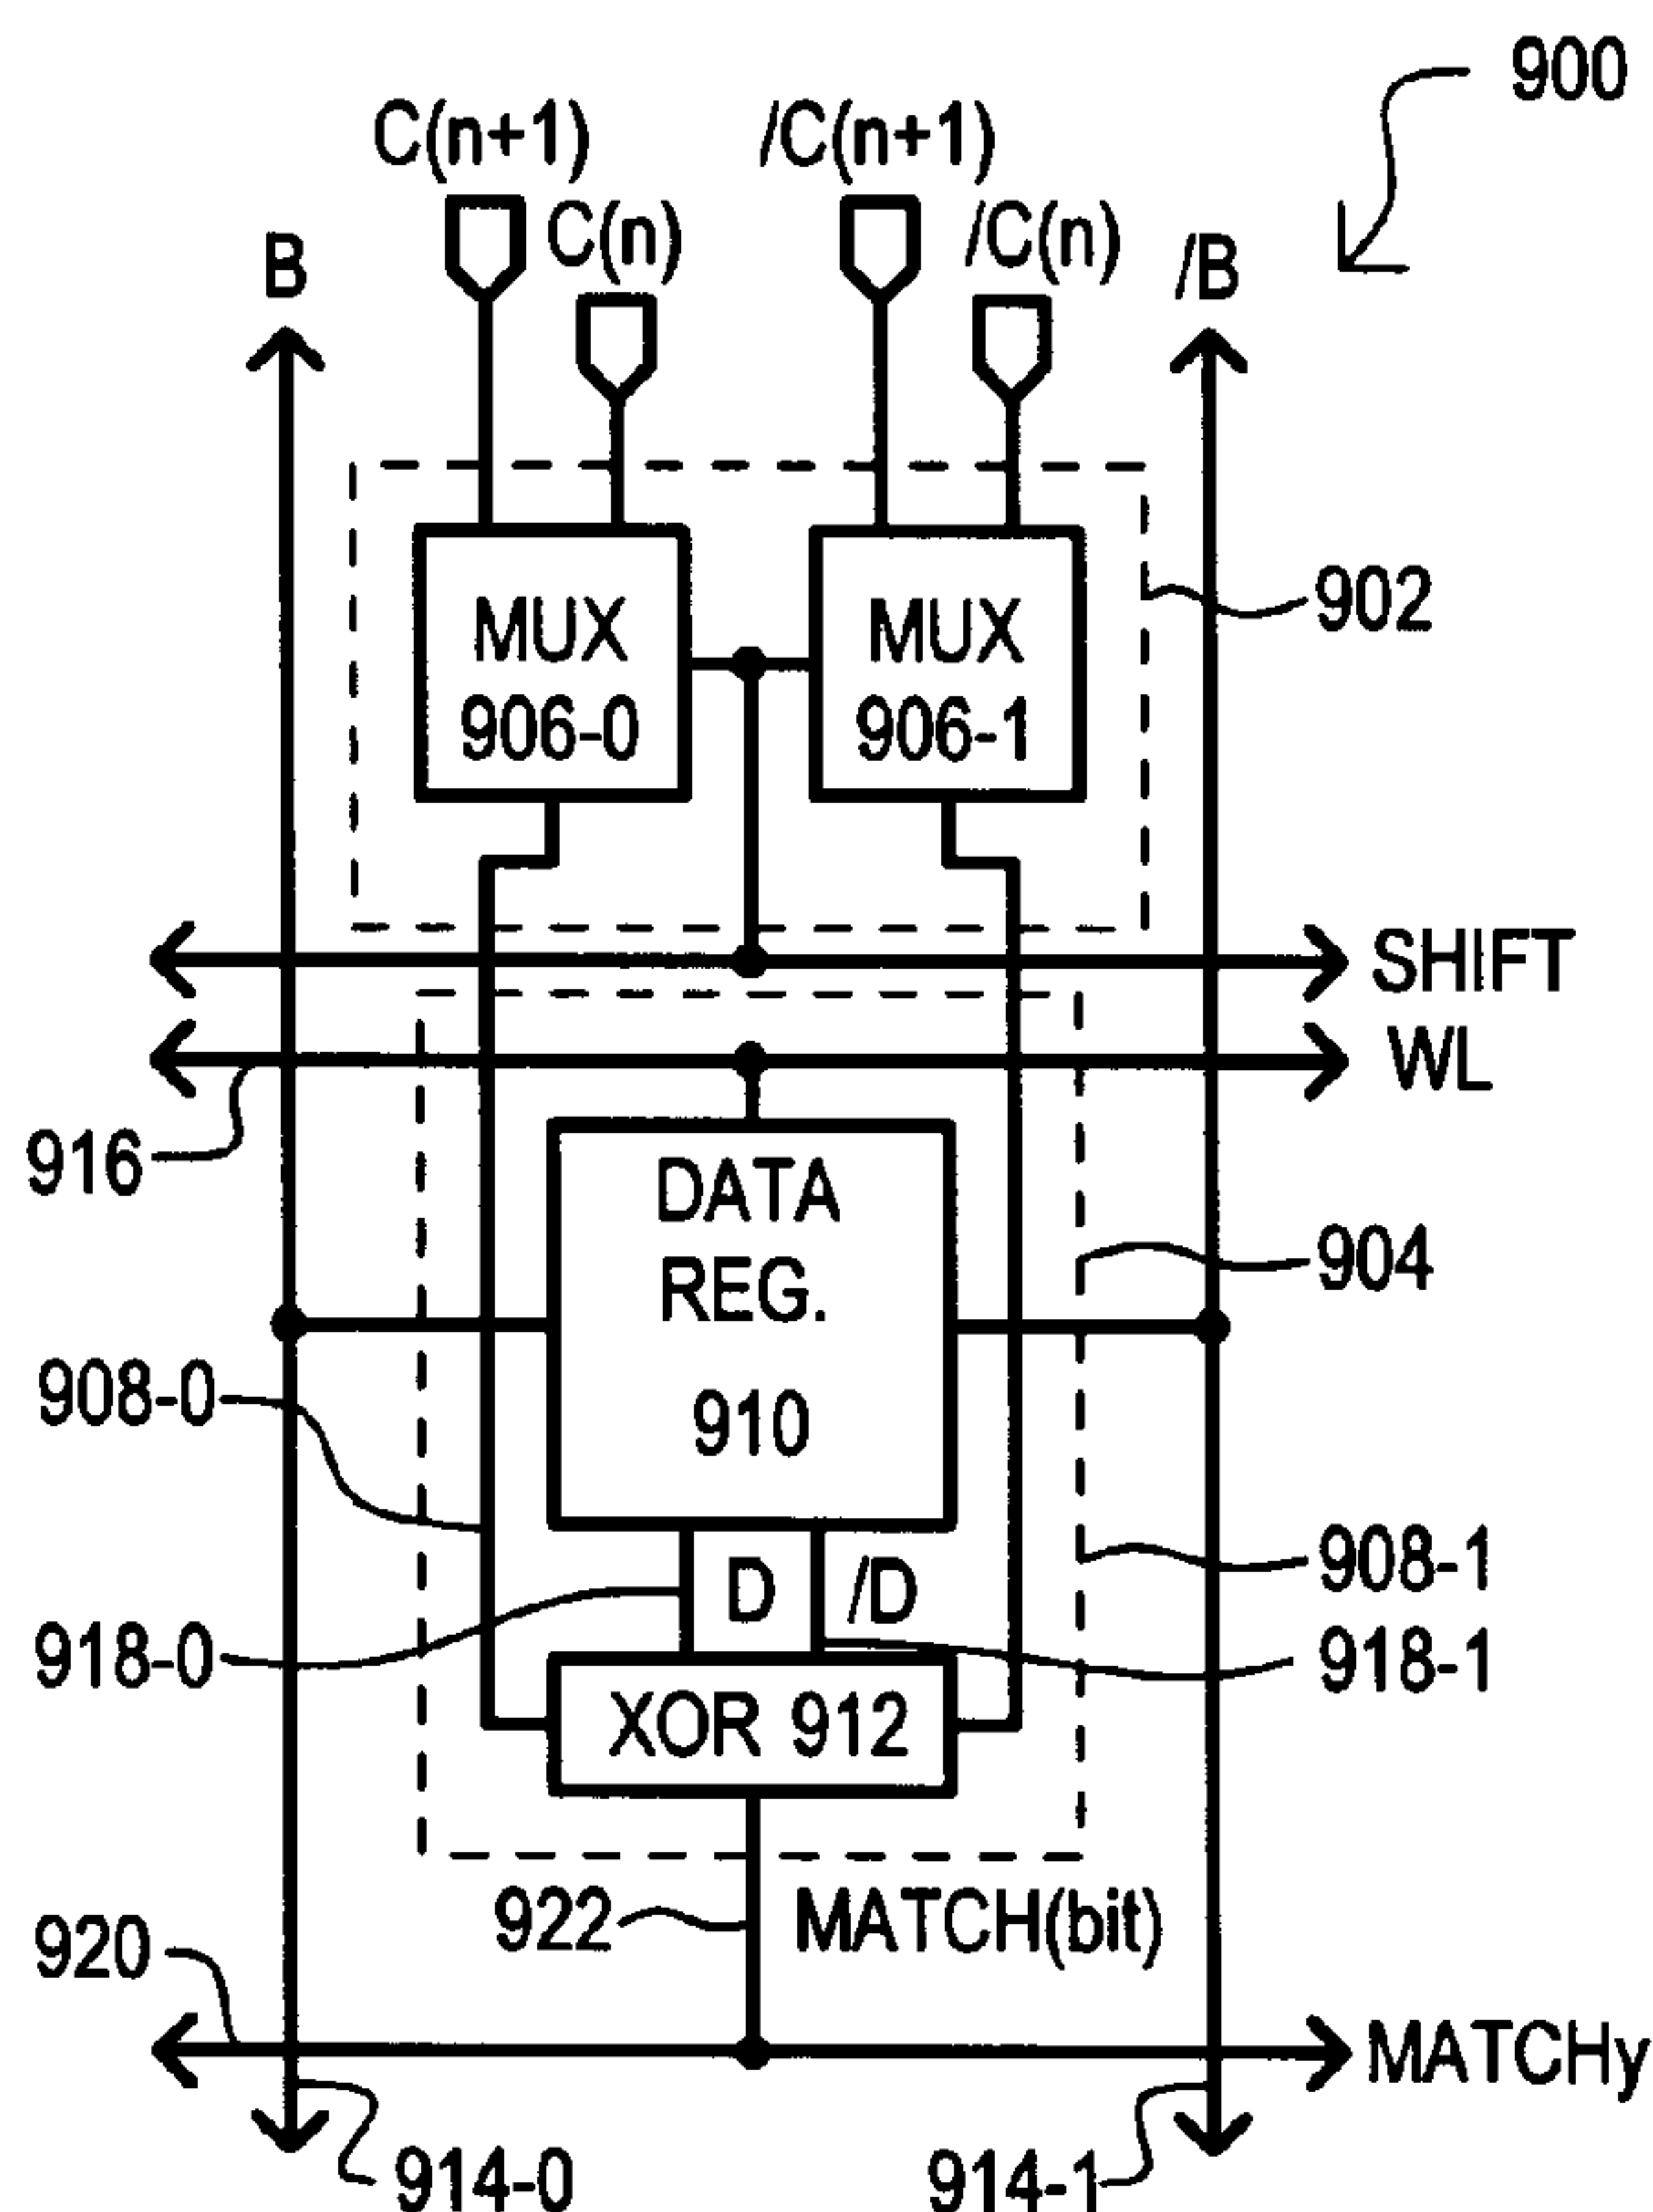 900
C(n+1)
/C(n+1)
C(n)
/C(n)
B
/B
MUX
906-0
MUX
906-1
902
SHIFT
WL
916
DATA
REG.
910
904
908-0
908-1
D
/D
918-0
918-1
XOR 912
922
MATCH(bit)
920
MATCHy
914-0
914-1